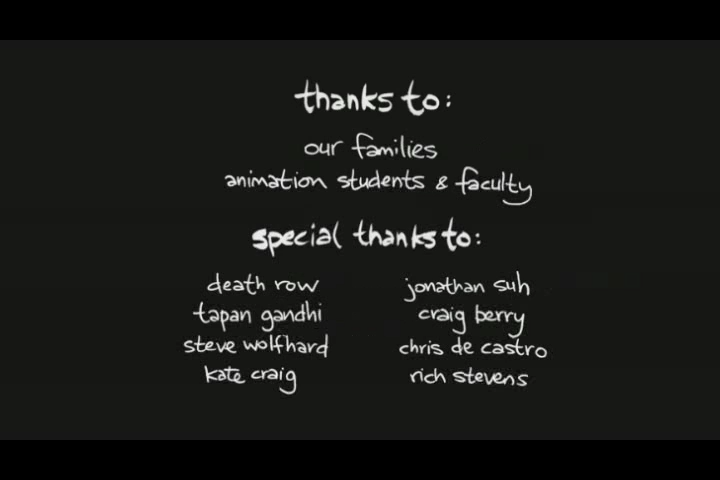 thanks to:
our families
animation students & faculty
special thanks to:
death row
tapan gandhi
steve wolfhard
kate craig
jonathan suh
craig berry
chris de castro
rich stevens